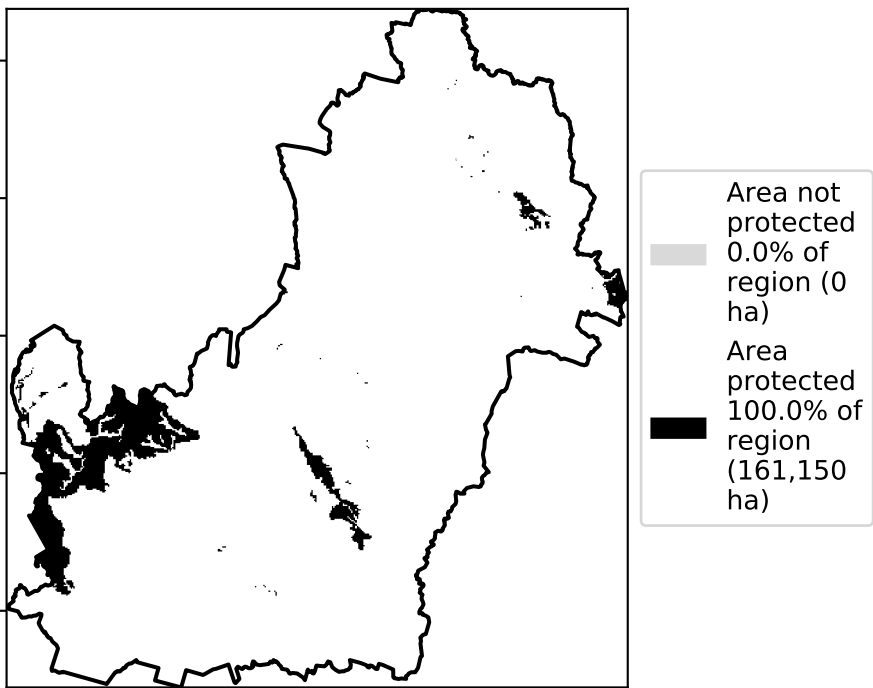 Area not
protected
0.0% of
region (0
ha)
Area
protected
100.0% of
region
(161,150
ha)